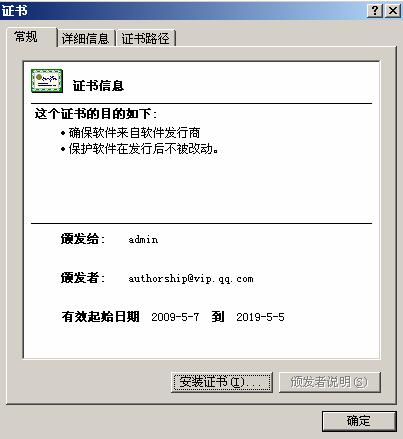 证书
常规 详细信息 证书路径
证书信息
这个证书的目的如下:
•确保软件来自软件发行商
•保护软件在发行后不被改动。
颁发给: admin
颁发者: authorship@vip.qq.com
有效起始日期 2009-5-7 到 2019-5-5
安装证书(I)... 颁发者说明(S)
确定